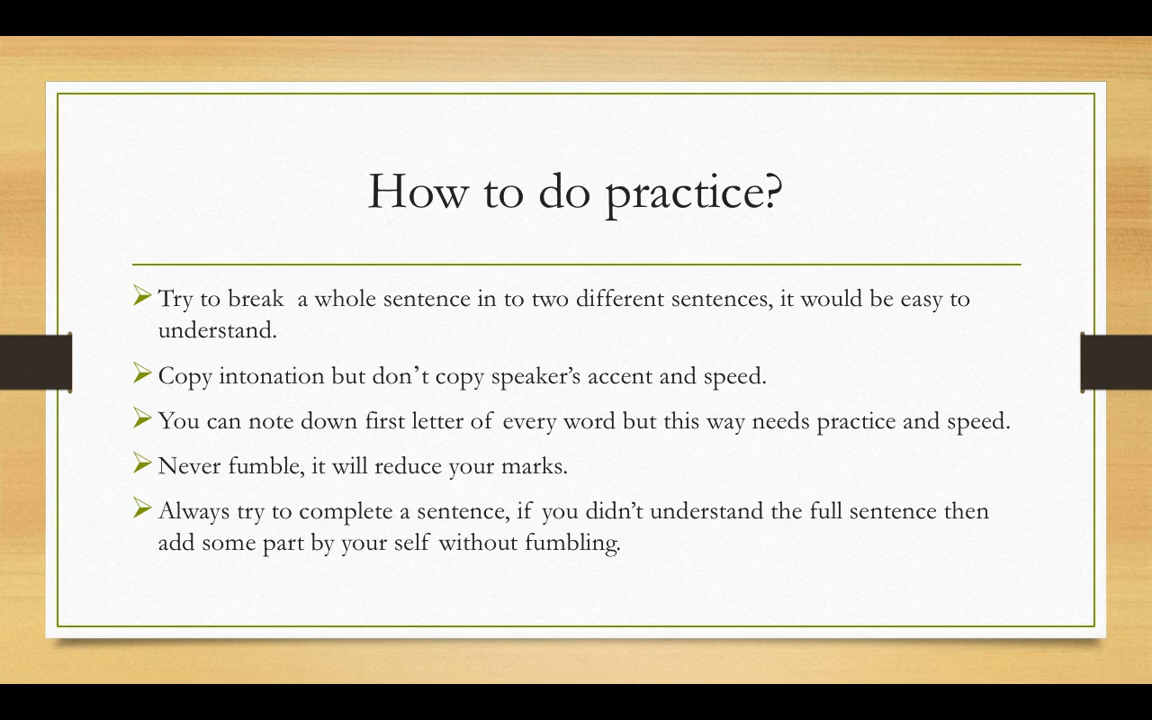 How to do practice?
Try to break a whole sentence in to two different sentences, it would be easy to
understand.
Copy intonation but don’t copy speaker’s accent and speed.
You can note down first letter of every word but this way needs practice and speed.
Never fumble, it will reduce your marks.
Always try to complete a sentence, if you didn’t understand the full sentence then
add some part by your self without fumbling.